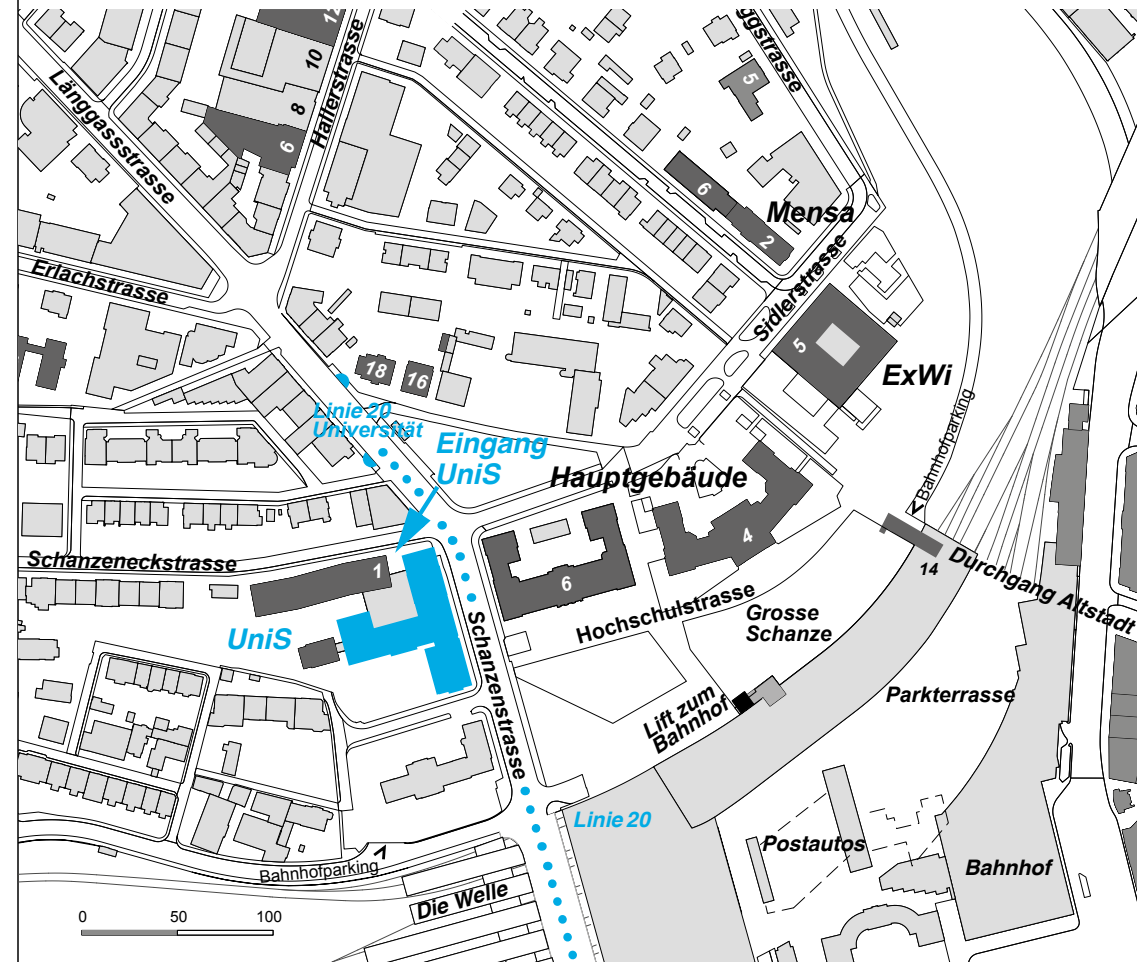 12
10
8
6
Hallerstrasse
Länggassstrasse
Erlachstrasse
ggstrasse
5
6
2
Mensa
Sidlerstrasse
5
ExWi
Bahnhofparking
18
16
Linie 20
Universität
Eingang
UniS
Hauptgebäude
4
6
14
Durchgang Altstadt
Schanzeneckstrasse
1
UniS
Schanzenstrasse
Hochschulstrasse
Grosse
Schanze
Lift zum
Bahnhof
Parkterrasse
Linie 20
Postautos
Bahnhof
Bahnhofparking
Die Welle
0 50 100